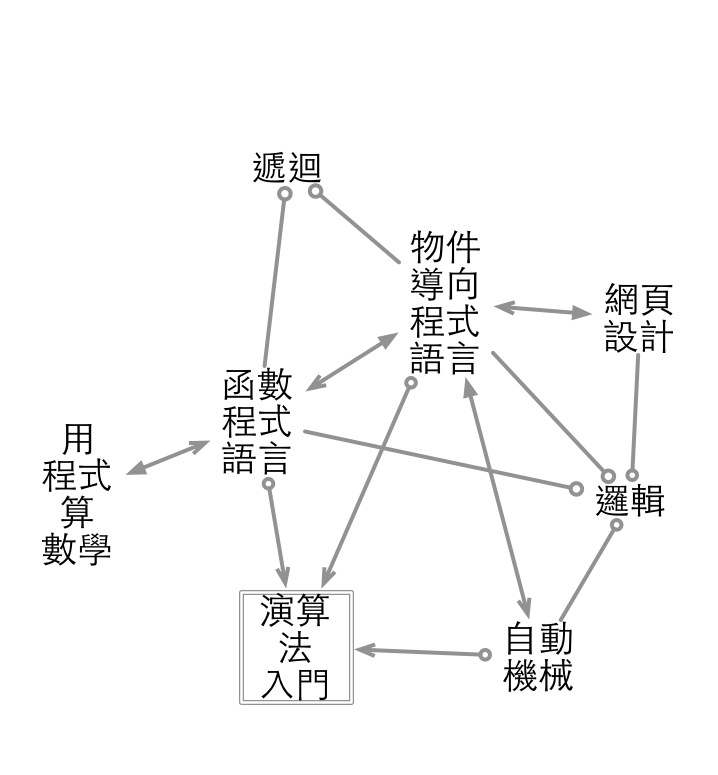 遞迴
物件
導向
程式
語言
網頁
設計
函數
程式
語言
用
程式
算
數學
邏輯
演算
法
入門
自動
機械